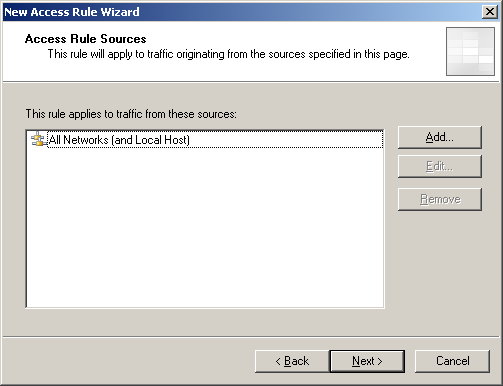 New Access Rule Wizard
Access Rule Sources
This rule will apply to traffic originating from the sources specified in this page.
This rule applies to traffic from these sources:
All Networks (and Local Host)
Add...
Edit...
Remove
< Back
Next >
Cancel